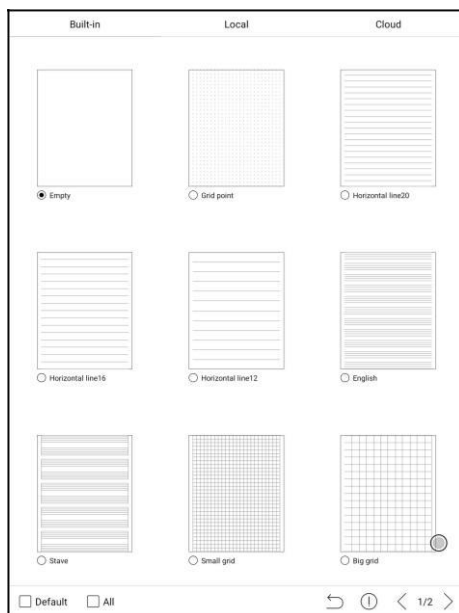 Built-in Local Cloud
Empty Grid point Horizontal line20
Horizontal line16 Horizontal line12 English
Stave Small grid Big grid
Default All 1/2